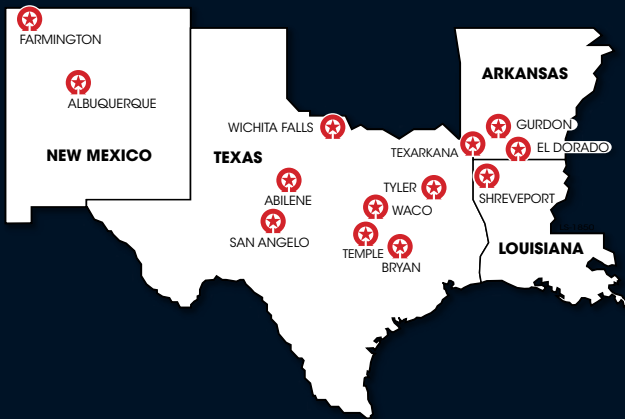 FARMINGTON
ALBUQUERQUE
NEW MEXICO
ARKANSAS
WICHITA FALLS
GURDON
TEXARKANA
EL DORADO
TEXAS
ABILENE
TYLER
SHREVEPORT
WACO
SAN ANGELO
TEMPLE
BRYAN
LOUISIANA